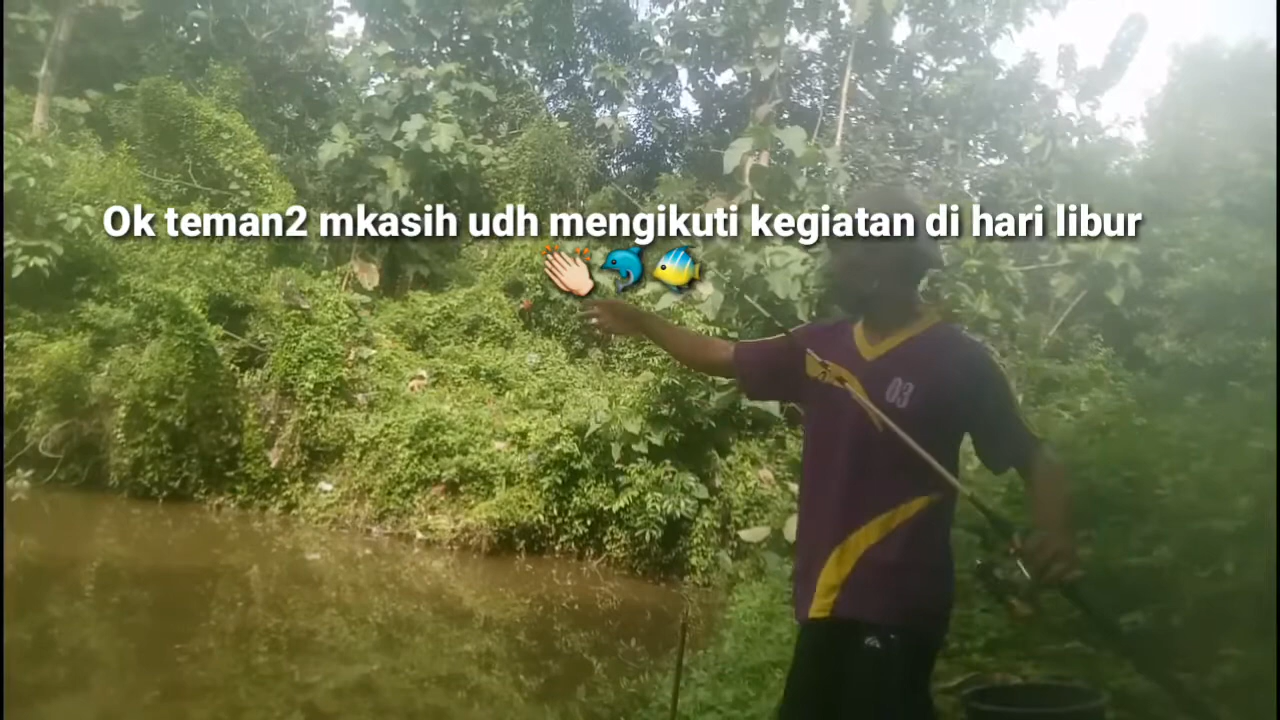 Ok teman2 mkasih udh mengikuti kegiatan di hari libur
👏🐬🐠
03